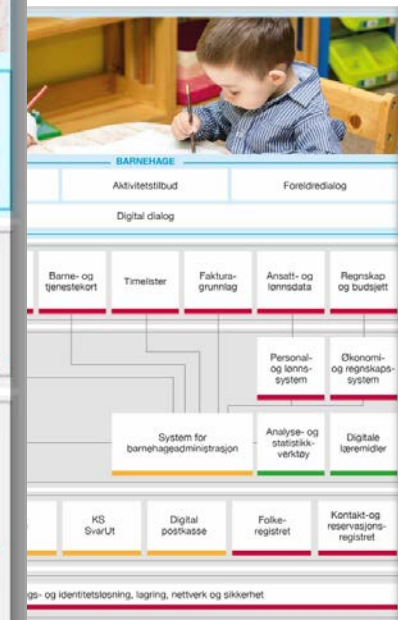 BARNEHAGE
Aktivitetstilbud
Foreldredialog
Digital dialog
Barne- og
tjenestekort
Timelister
Faktura-
grunnlag
Ansatt- og
lønnsdata
Regnskap
og budsjett
Personal-
og lønns-
system
Økonomi-
og regnskaps-
system
System for
barnehageadministrasjon
Analyse- og
statistikk-
verktøy
Digitale
læremidler
KS
SvarUt
Digital
postkasse
Folke-
registret
Kontakt-og
reservasjons-
registret
gs- og identitetsløsning, lagring, nettverk og sikkerhet